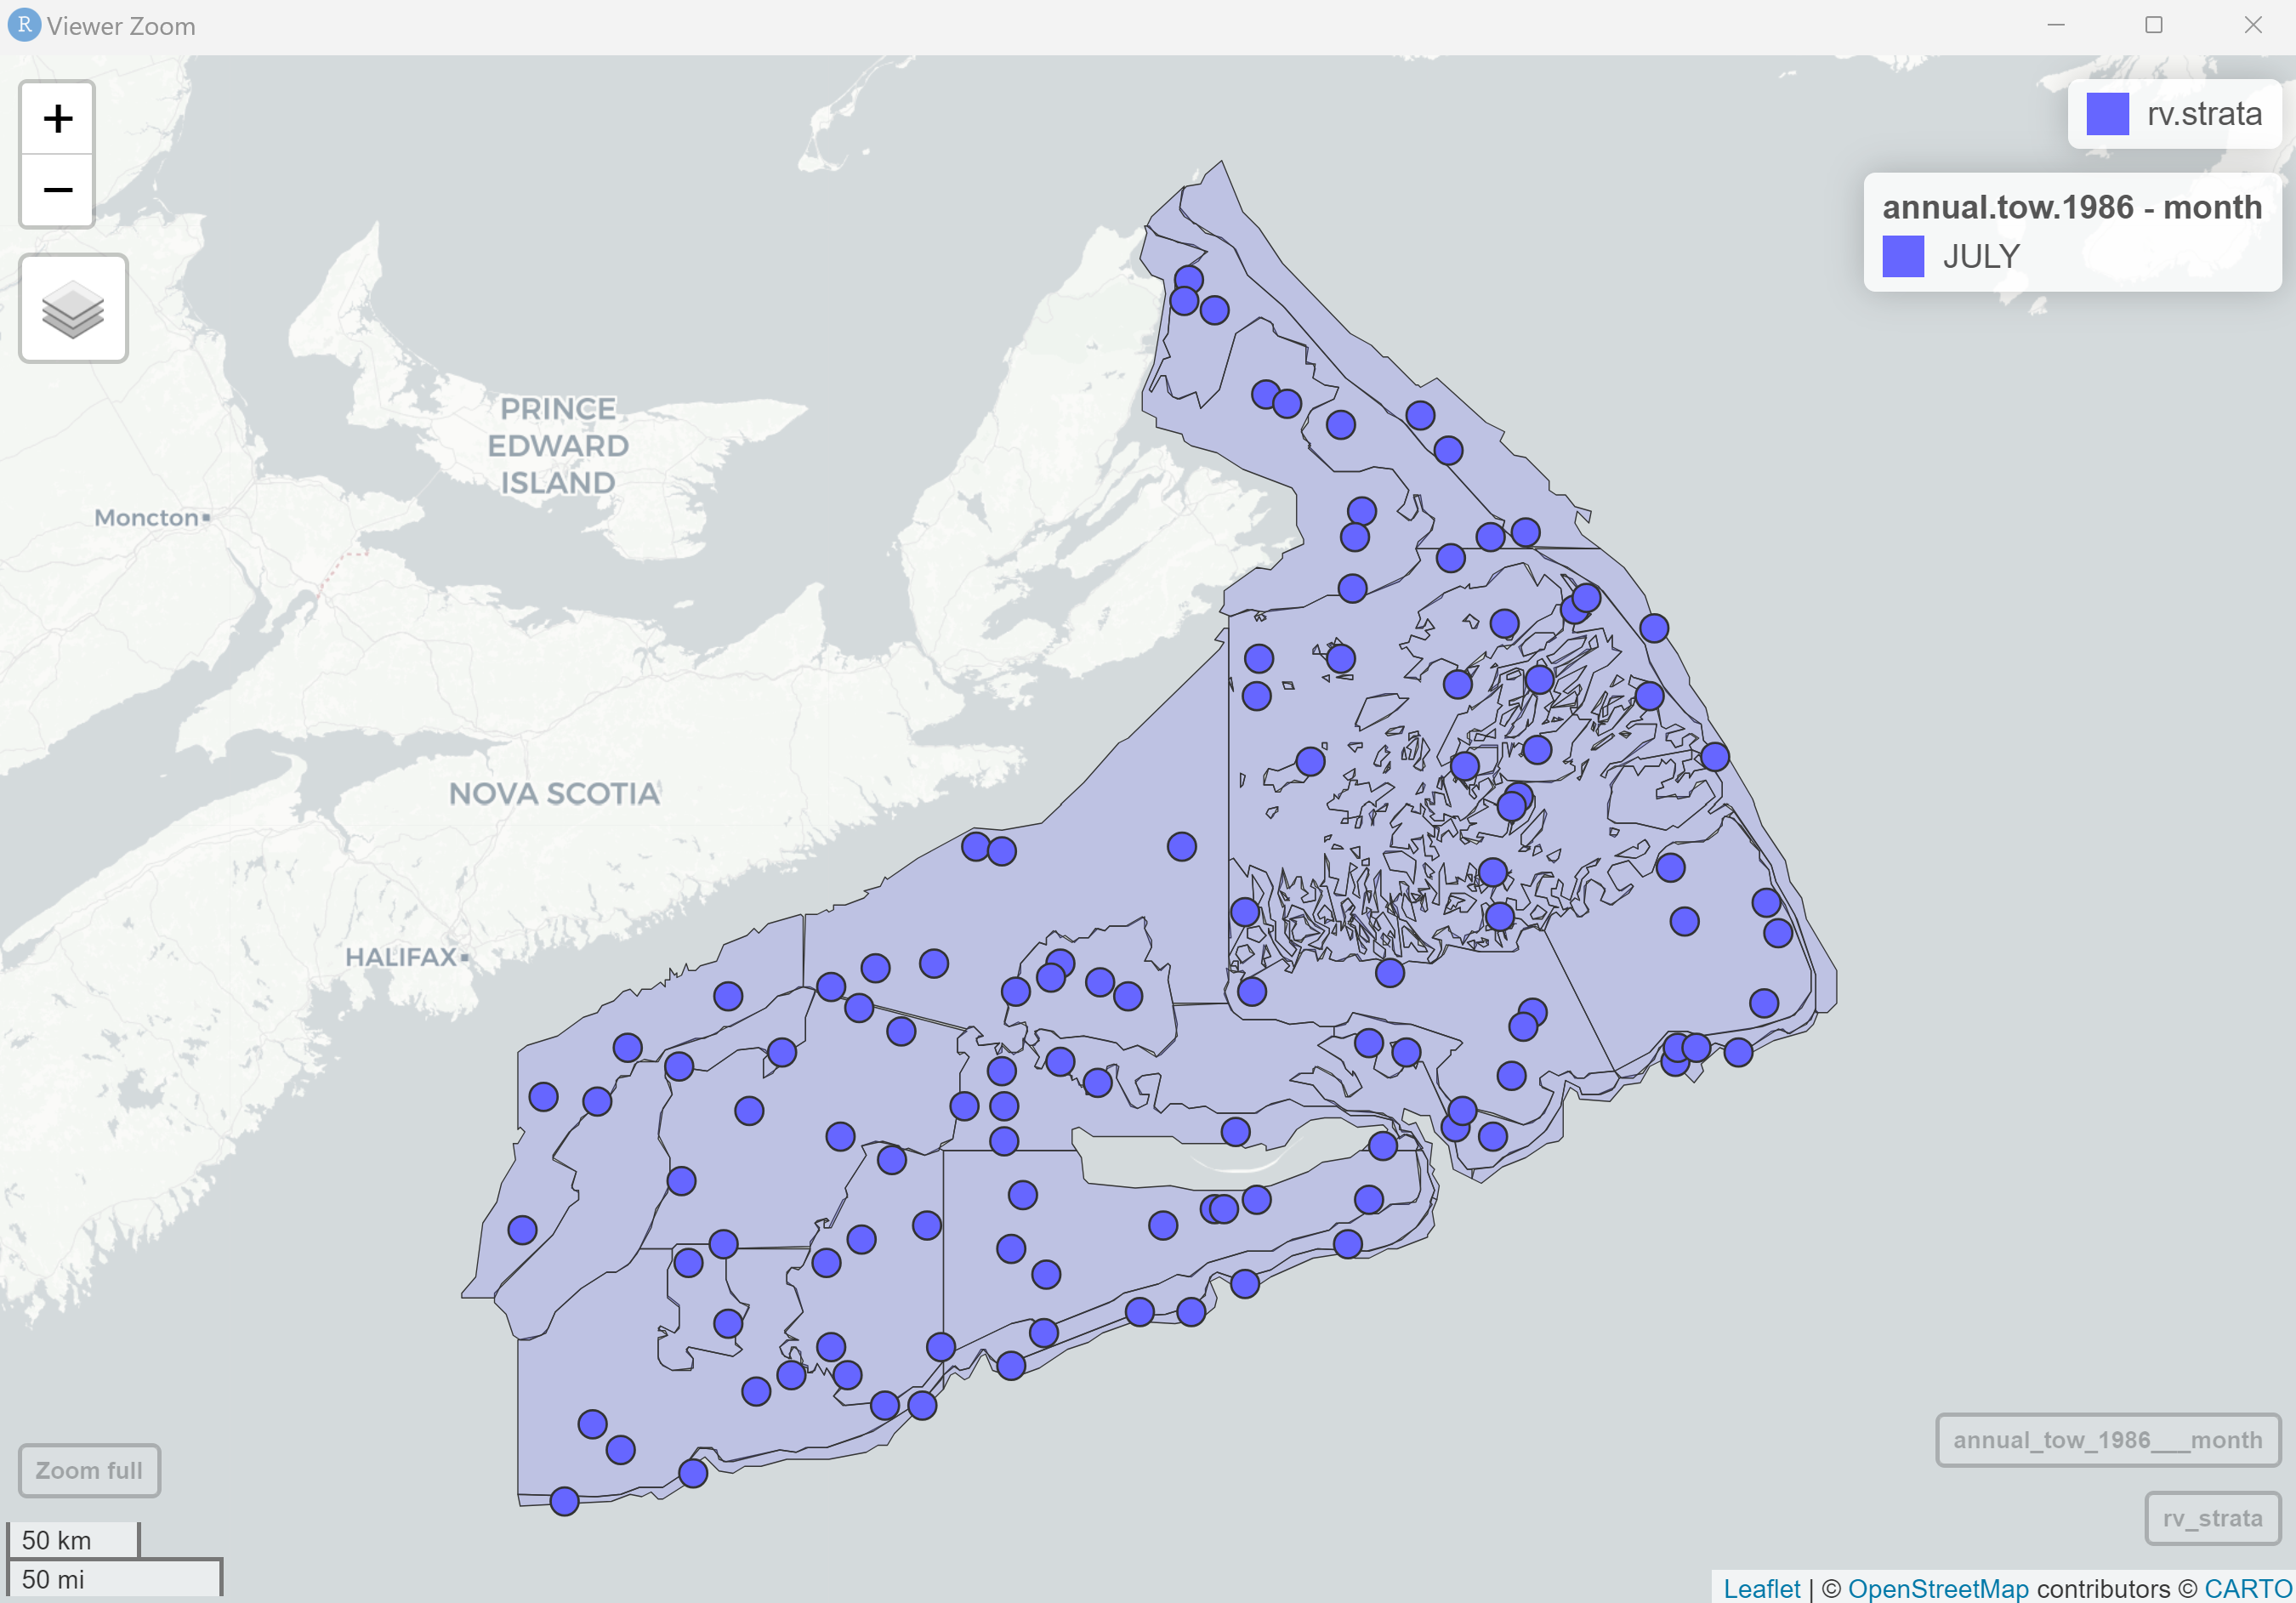 R Viewer Zoom
+
−
rv.strata
annual.tow.1986 - month
JULY
PRINCE
EDWARD
ISLAND
Moncton
NOVA SCOTIA
HALIFAX
annual_tow_1986___month
Zoom full
rv_strata
50 km
50 mi
Leaflet | © OpenStreetMap contributors © CARTO